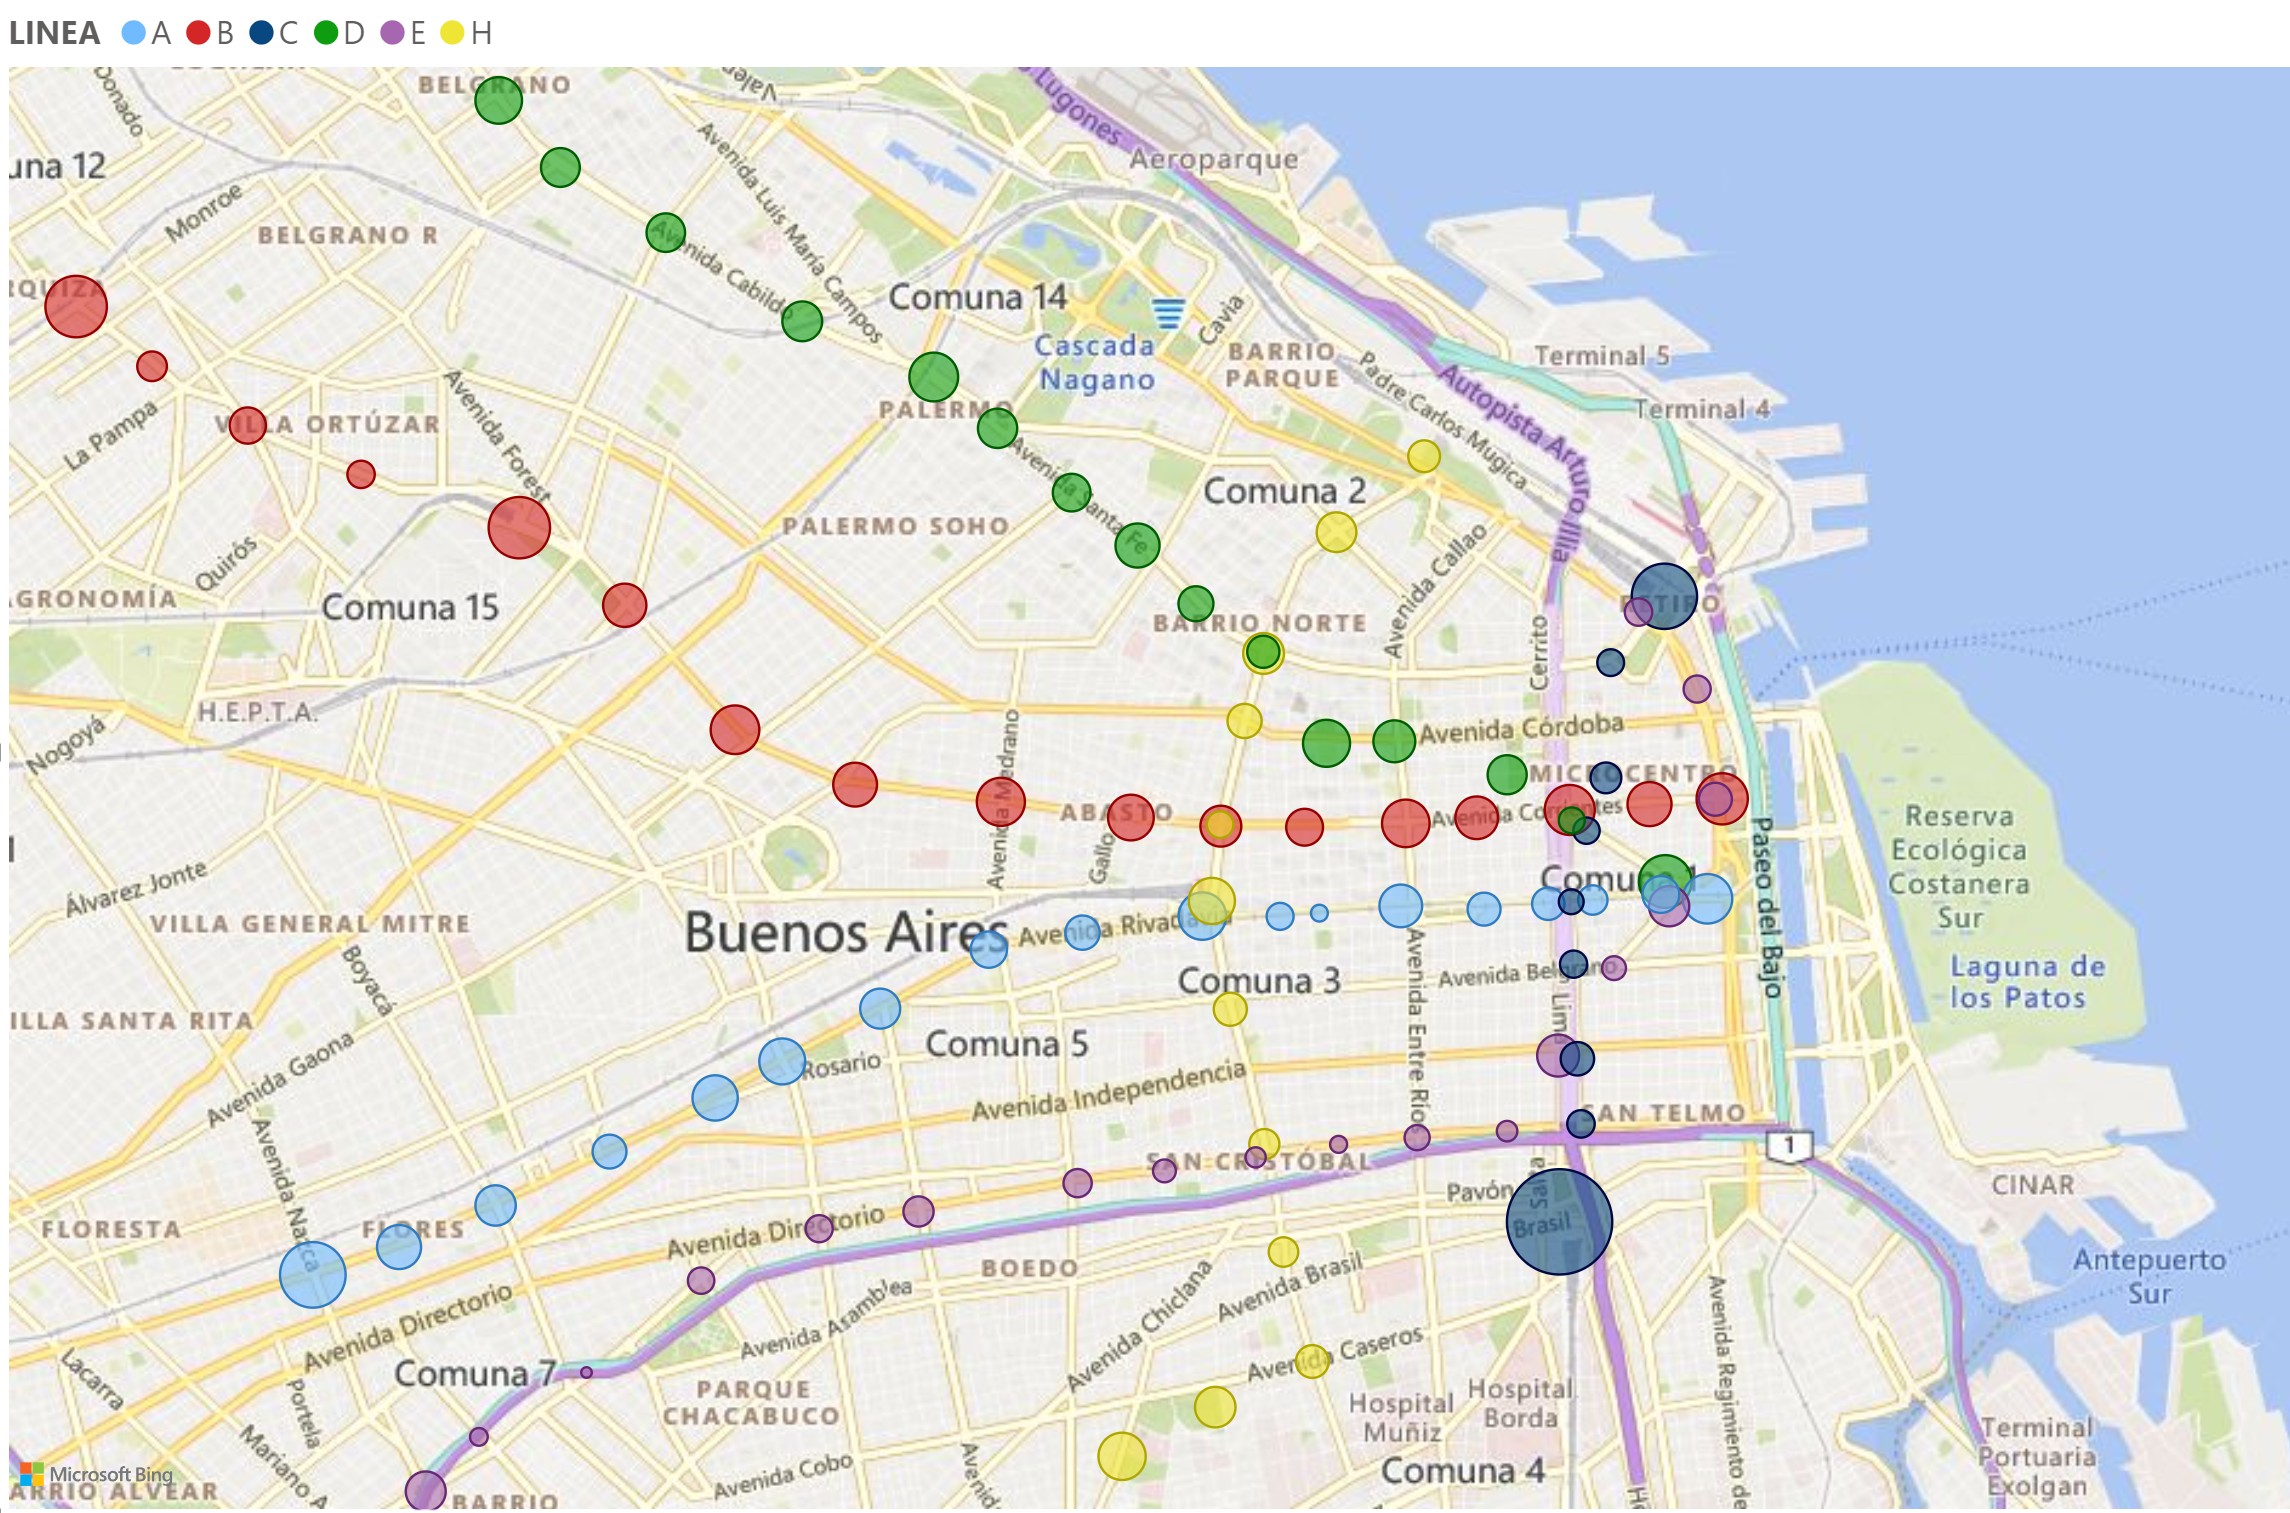 LINEA A B C D E H
BELGRANO
Donado
Lugones
Aeroparque
una 12
Monroe
BELGRANO R
Avenida Luis María Campos
Avenida Cabildo
Comuna 14
Cascada
Nagano
Cavia
BARRIO
PARQUE
Padre Carlos Mugica
Terminal 5
Autopista Arturo Illia
Terminal 4
RQUIZA
La Pampa
VILLA ORTÚZAR
Avenida Forest
PALERMO
Avenida Santa Fe
Comuna 2
PALERMO SOHO
Avenida Callao
Quirós
AGRONOMÍA
Comuna 15
BARRIO NORTE
RETIRO
Cerrito
H.E.P.T.A.
Nogoyá
Avenida Medrano
Avenida Córdoba
MICROCENTRO
ABASTO
Gallo
Avenida Corrientes
Paseo del Bajo
Reserva
Ecológica
Costanera
Sur
Álvarez Jonte
VILLA GENERAL MITRE
Comuna 1
Buenos Aires
Avenida Rivadavia
Boyacá
Comuna 3
Avenida Belgrano
Avenida Entre Ríos
Lima
Laguna de
los Patos
ILLA SANTA RITA
Avenida Gaona
Comuna 5
Rosario
Avenida Independencia
SAN TELMO
1
Avenida Nazca
SAN CRISTÓBAL
Pavón
Salta
Brasil
CINAR
FLORESTA
FLORES
Avenida Directorio
BOEDO
Avenida Chiclana
Avenida Brasil
Antepuerto
Sur
Avenida Directorio
Avenida Asamblea
Avenida Caseros
Avenida Regimiento de
Lacarra
Comuna 7
Portela
PARQUE
CHACABUCO
Hospital
Muñiz
Hospital
Borda
Mariano A
Avenida Cobo
Avenid
Comuna 4
Terminal
Portuaria
Exolgan
Microsoft Bing
ARRIO ALVEAR
BARRIO